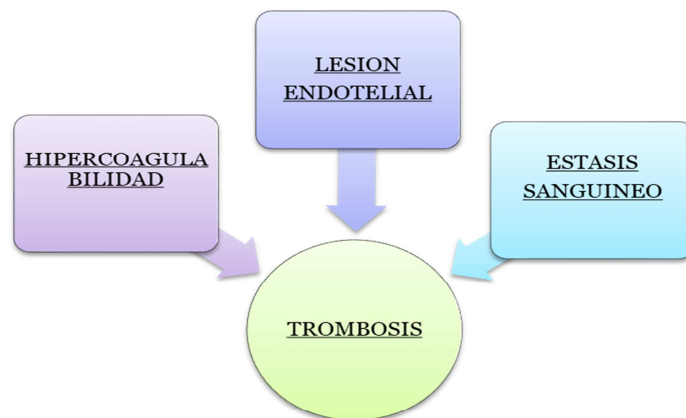 LESION
ENDOTELIAL
HIPERCOAGULA
BILIDAD
ESTASIS
SANGUINEO
TROMBOSIS